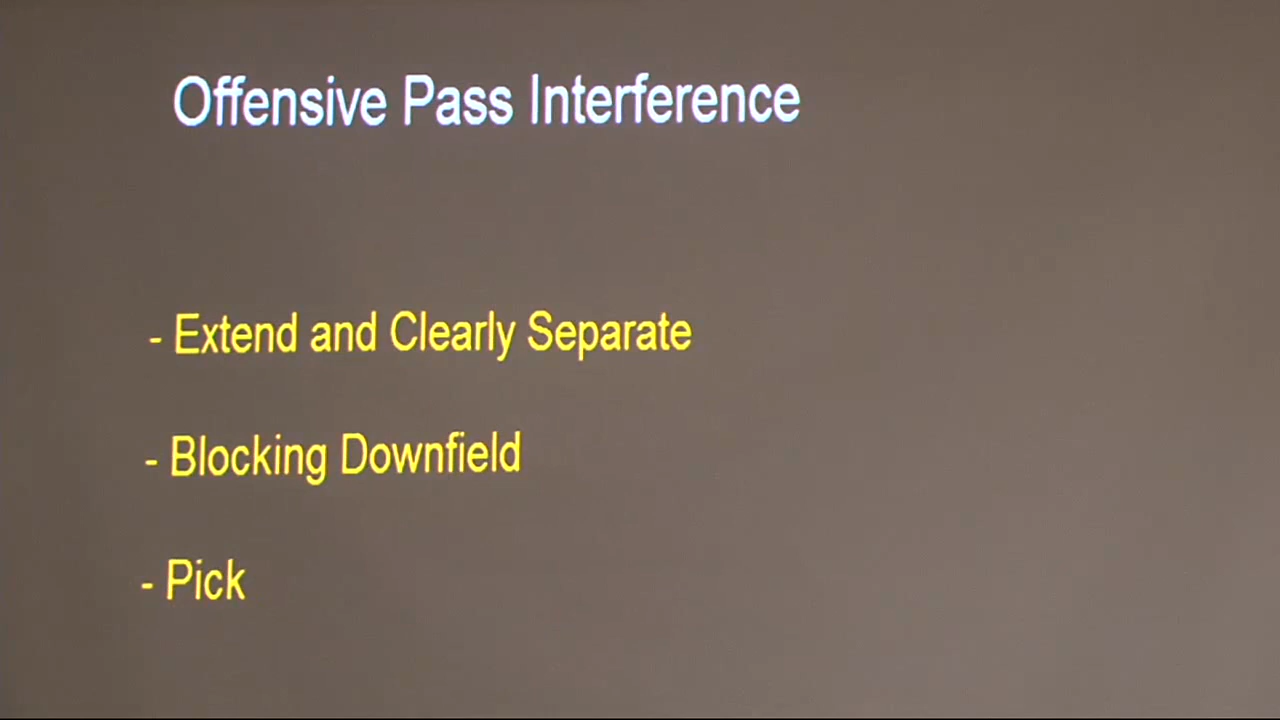 Offensive Pass Interference
- Extend and Clearly Separate
- Blocking Downfield
- Pick